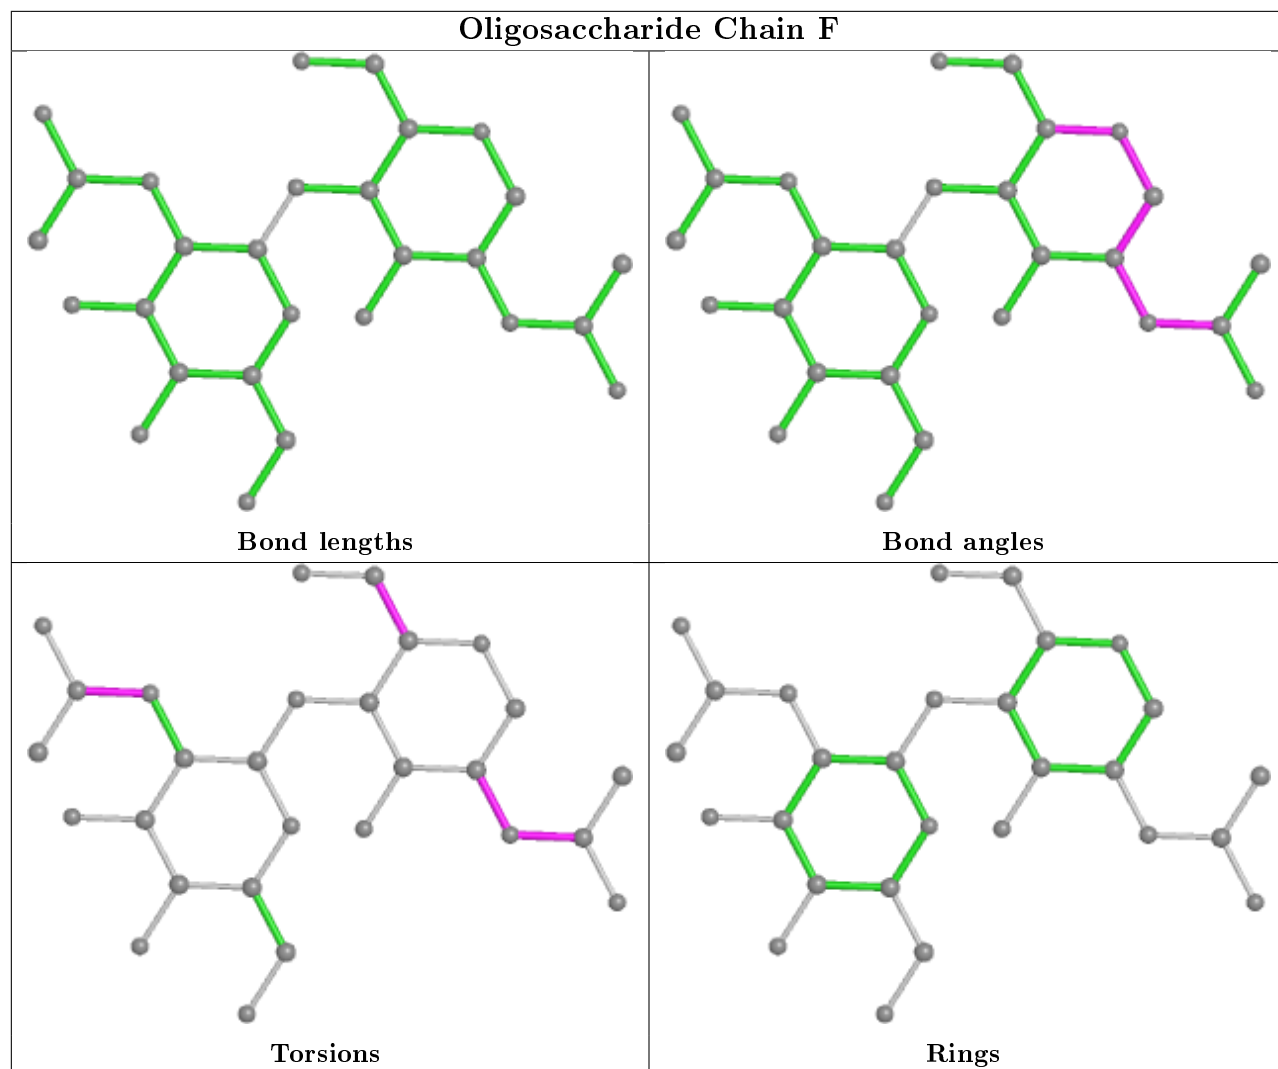 Oligosaccharide Chain F
Bond lengths
Bond angles
Torsions
Rings